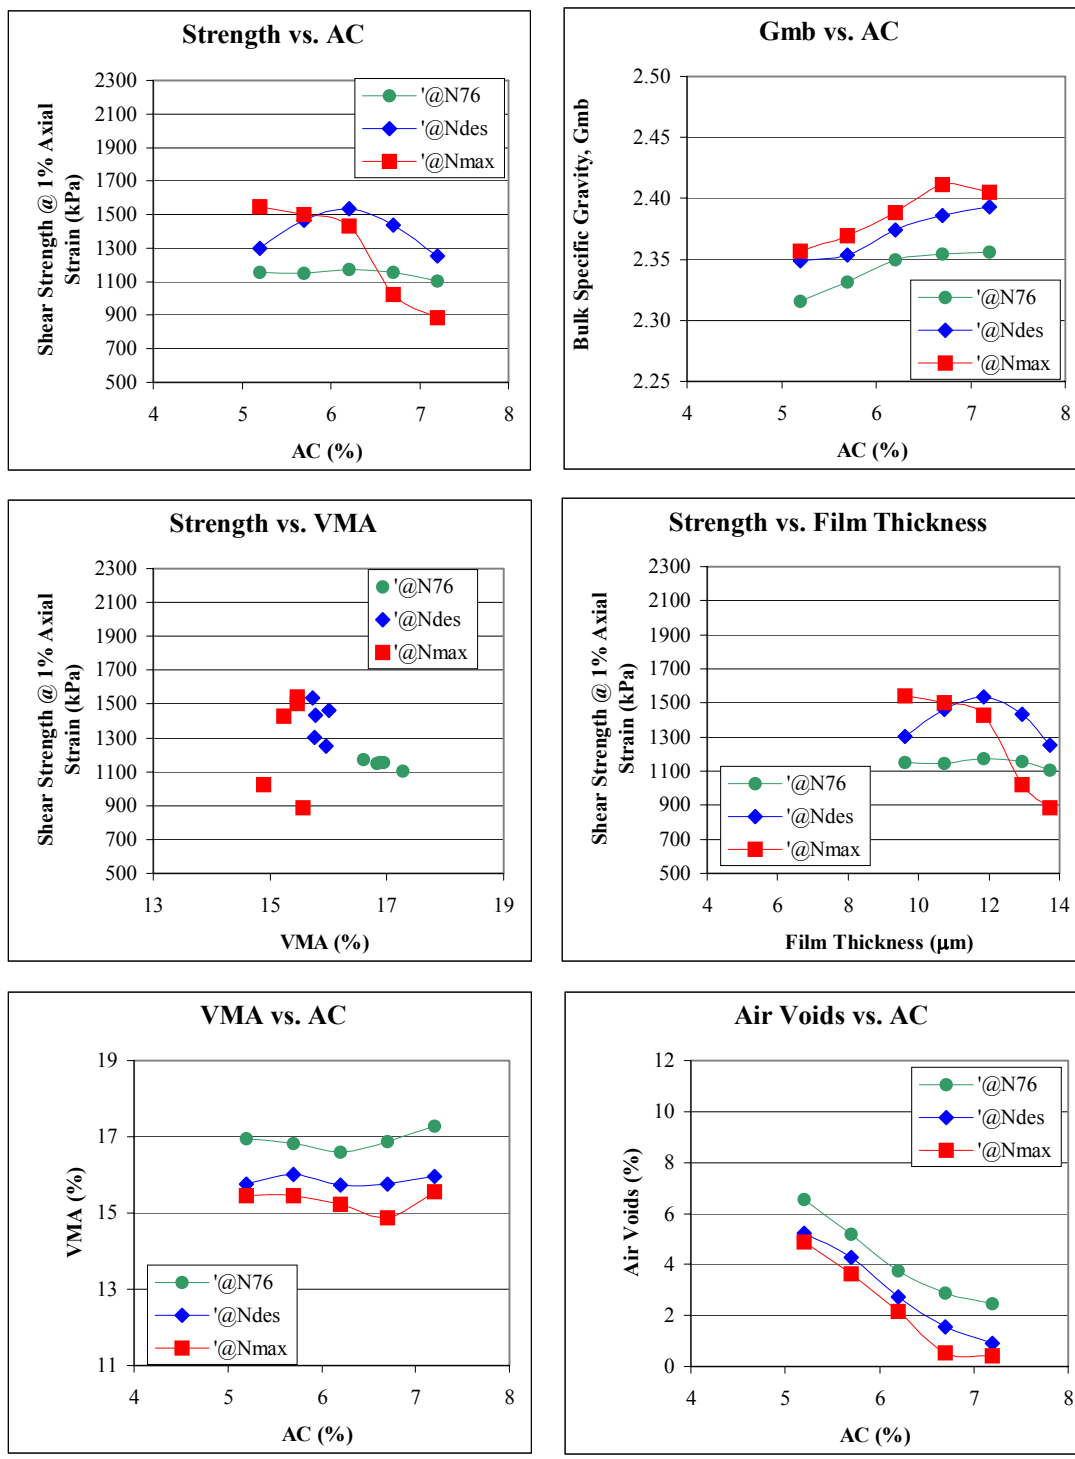 Strength vs. AC
Shear Strength @ 1% Axial
Strain (kPa)
2300
2100
1900
1700
1500
1300
1100
900
700
500
'@N76
'@Ndes
'@Nmax
4 5 6 7 8
AC (%)
Gmb vs. AC
Bulk Specific Gravity, Gmb
2.50
2.45
2.40
2.35
2.30
2.25
'@N76
'@Ndes
'@Nmax
4 5 6 7 8
AC (%)
Strength vs. VMA
Shear Strength @ 1% Axial
Strain (kPa)
2300
2100
1900
1700
1500
1300
1100
900
700
500
'@N76
'@Ndes
'@Nmax
13 15 17 19
VMA (%)
Strength vs. Film Thickness
Shear Strength @ 1% Axial
Strain (kPa)
2300
2100
1900
1700
1500
1300
1100
900
700
500
'@N76
'@Ndes
'@Nmax
4 6 8 10 12 14
Film Thickness (μm)
VMA vs. AC
VMA (%)
19
17
15
13
11
'@N76
'@Ndes
'@Nmax
4 5 6 7 8
AC (%)
Air Voids vs. AC
Air Voids (%)
12
10
8
6
4
2
0
'@N76
'@Ndes
'@Nmax
4 5 6 7 8
AC (%)